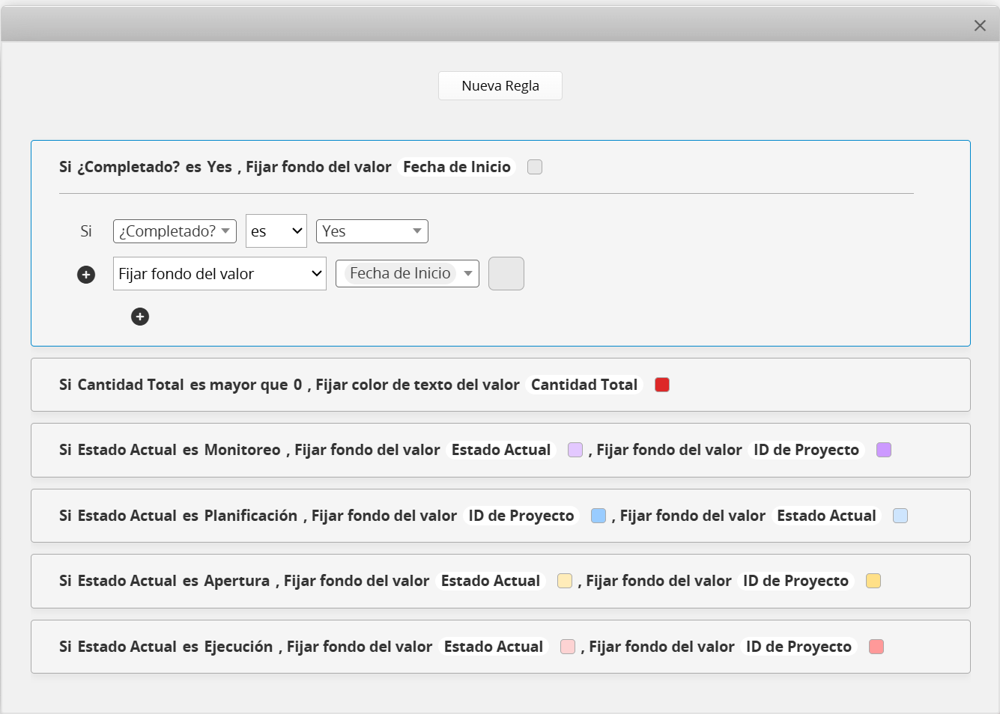 Nueva Regla
Si ¿Completado? es Yes , Fijar fondo del valor Fecha de Inicio
Si ¿Completado? es Yes
Fijar fondo del valor Fecha de Inicio
Si Cantidad Total es mayor que 0 , Fijar color de texto del valor Cantidad Total
Si Estado Actual es Monitoreo , Fijar fondo del valor Estado Actual , Fijar fondo del valor ID de Proyecto
Si Estado Actual es Planificación , Fijar fondo del valor ID de Proyecto , Fijar fondo del valor Estado Actual
Si Estado Actual es Apertura , Fijar fondo del valor Estado Actual , Fijar fondo del valor ID de Proyecto
Si Estado Actual es Ejecución , Fijar fondo del valor Estado Actual , Fijar fondo del valor ID de Proyecto